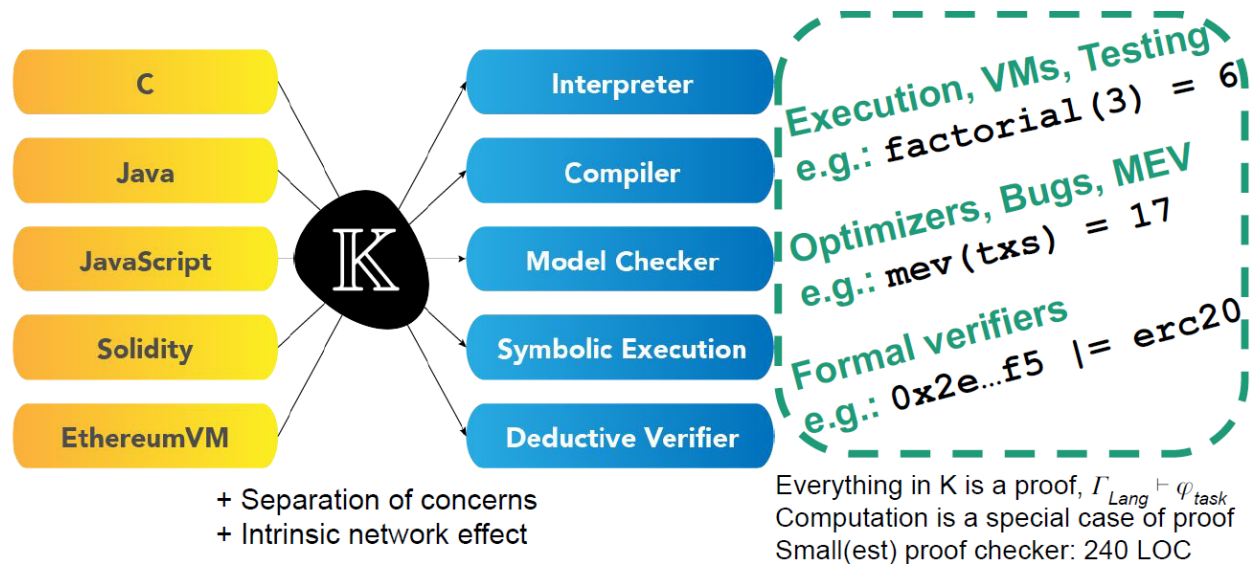 C
Java
JavaScript
Solidity
EthereumVM
𝕂
Interpreter
Compiler
Model Checker
Symbolic Execution
Deductive Verifier
Execution, VMs, Testing
e.g.: factorial(3) = 6
Optimizers, Bugs, MEV
e.g.: mev(txs) = 17
Formal verifiers
e.g.: 0x2e…f5 |= erc20
+ Separation of concerns
+ Intrinsic network effect
Everything in K is a proof, Γ_Lang ⊢ φ_task
Computation is a special case of proof
Small(est) proof checker: 240 LOC